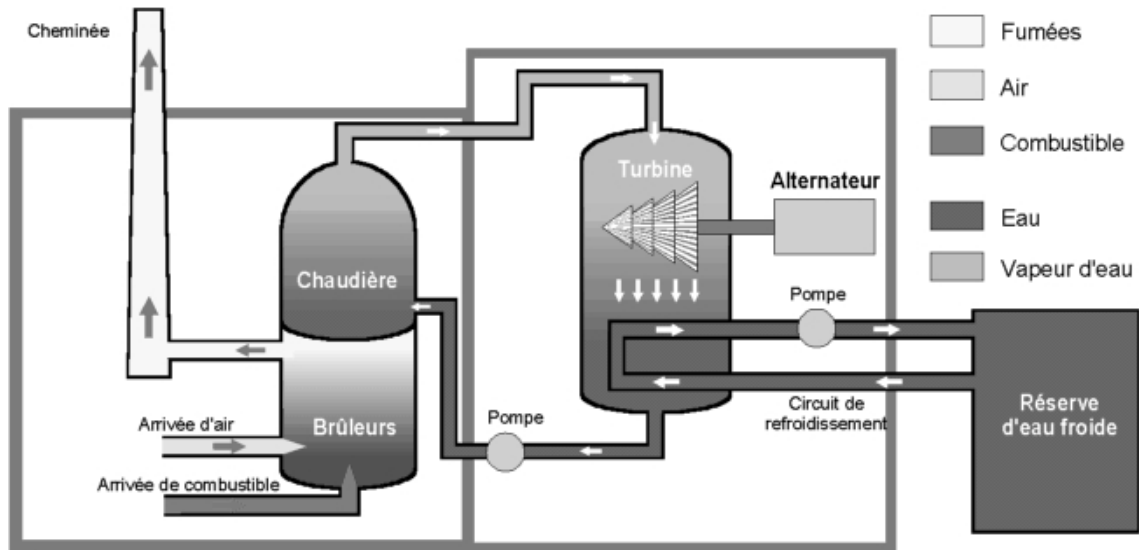 Cheminée
Fumées
Air
Combustible
Eau
Vapeur d'eau
Turbine
Alternateur
Chaudière
Pompe
Brûleurs
Arrivée d'air
Arrivée de combustible
Pompe
Circuit de
refroidissement
Réserve
d'eau froide